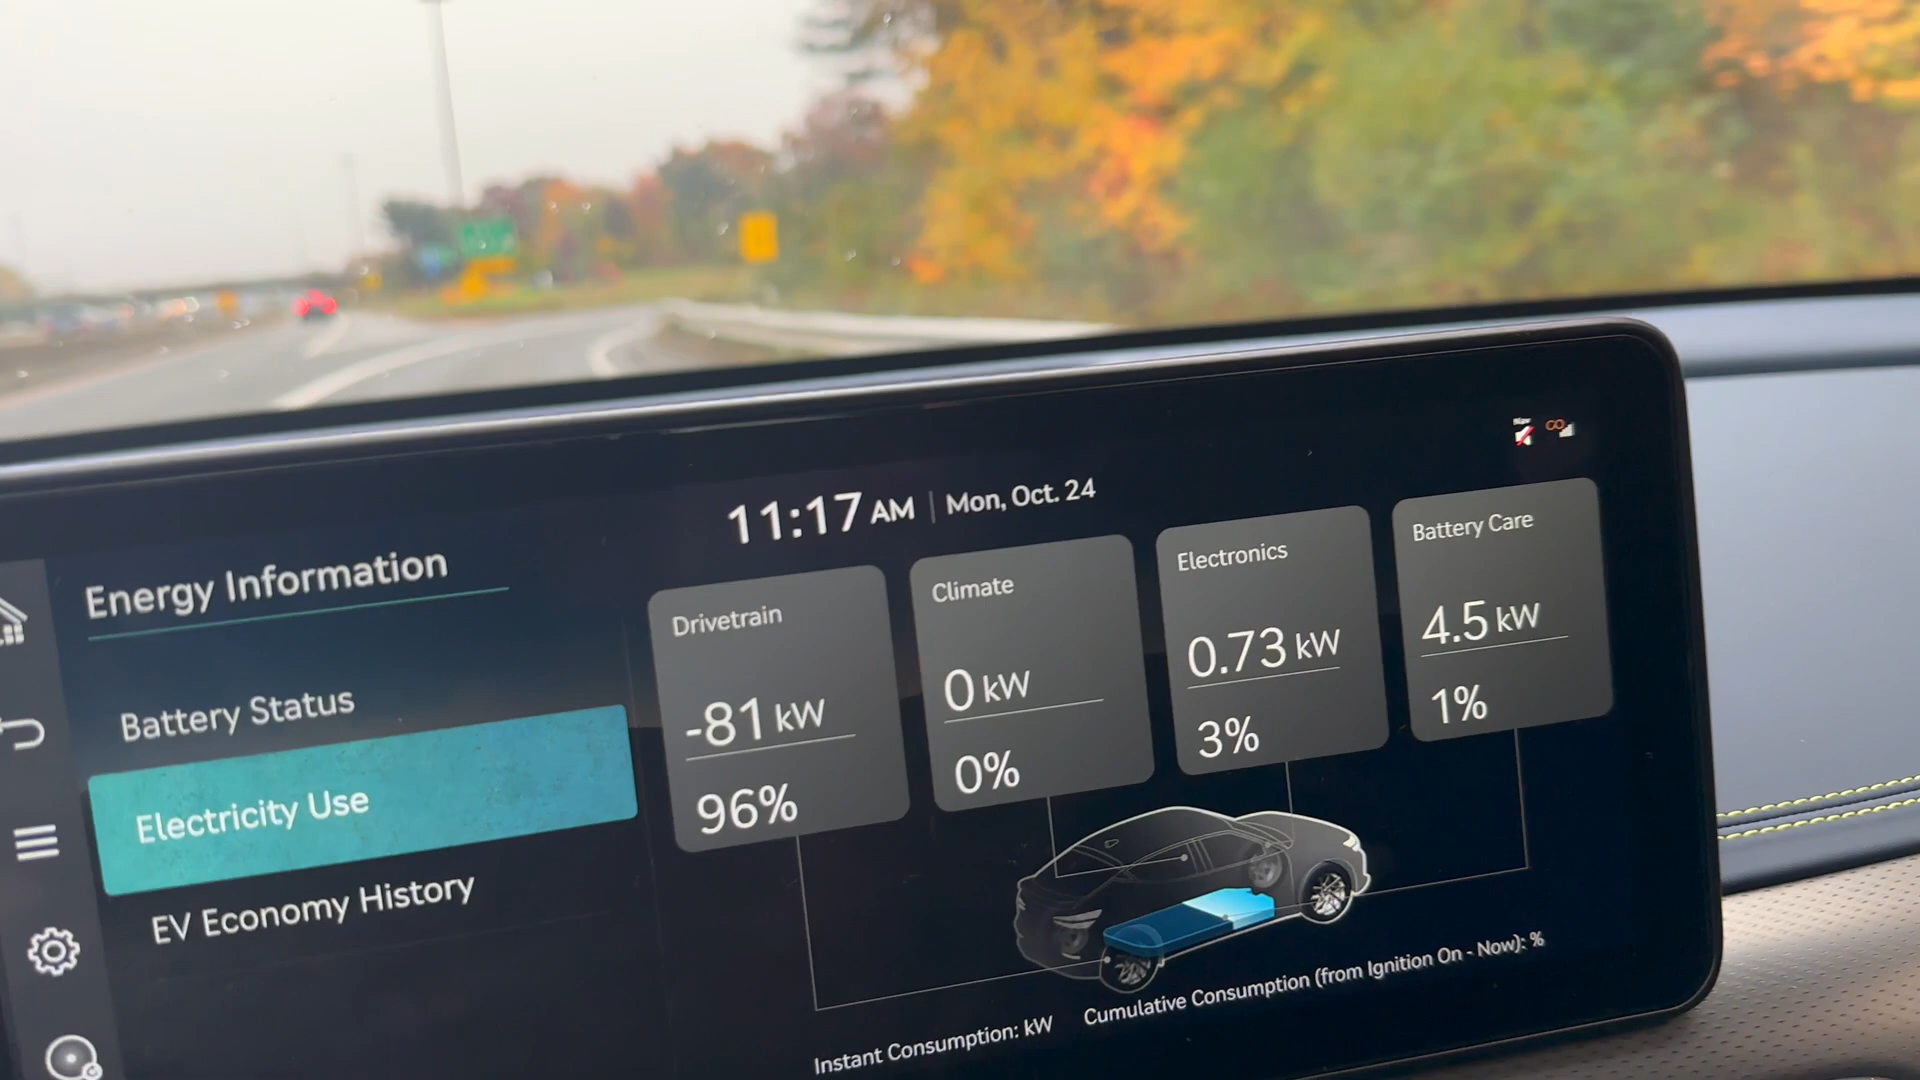 Nav
11:17 AM | Mon, Oct. 24
Energy Information
Battery Status
Electricity Use
EV Economy History
Drivetrain
-81 kW
96%
Climate
0 kW
0%
Electronics
0.73 kW
3%
Battery Care
4.5 kW
1%
Instant Consumption: kW
Cumulative Consumption (from Ignition On - Now): %